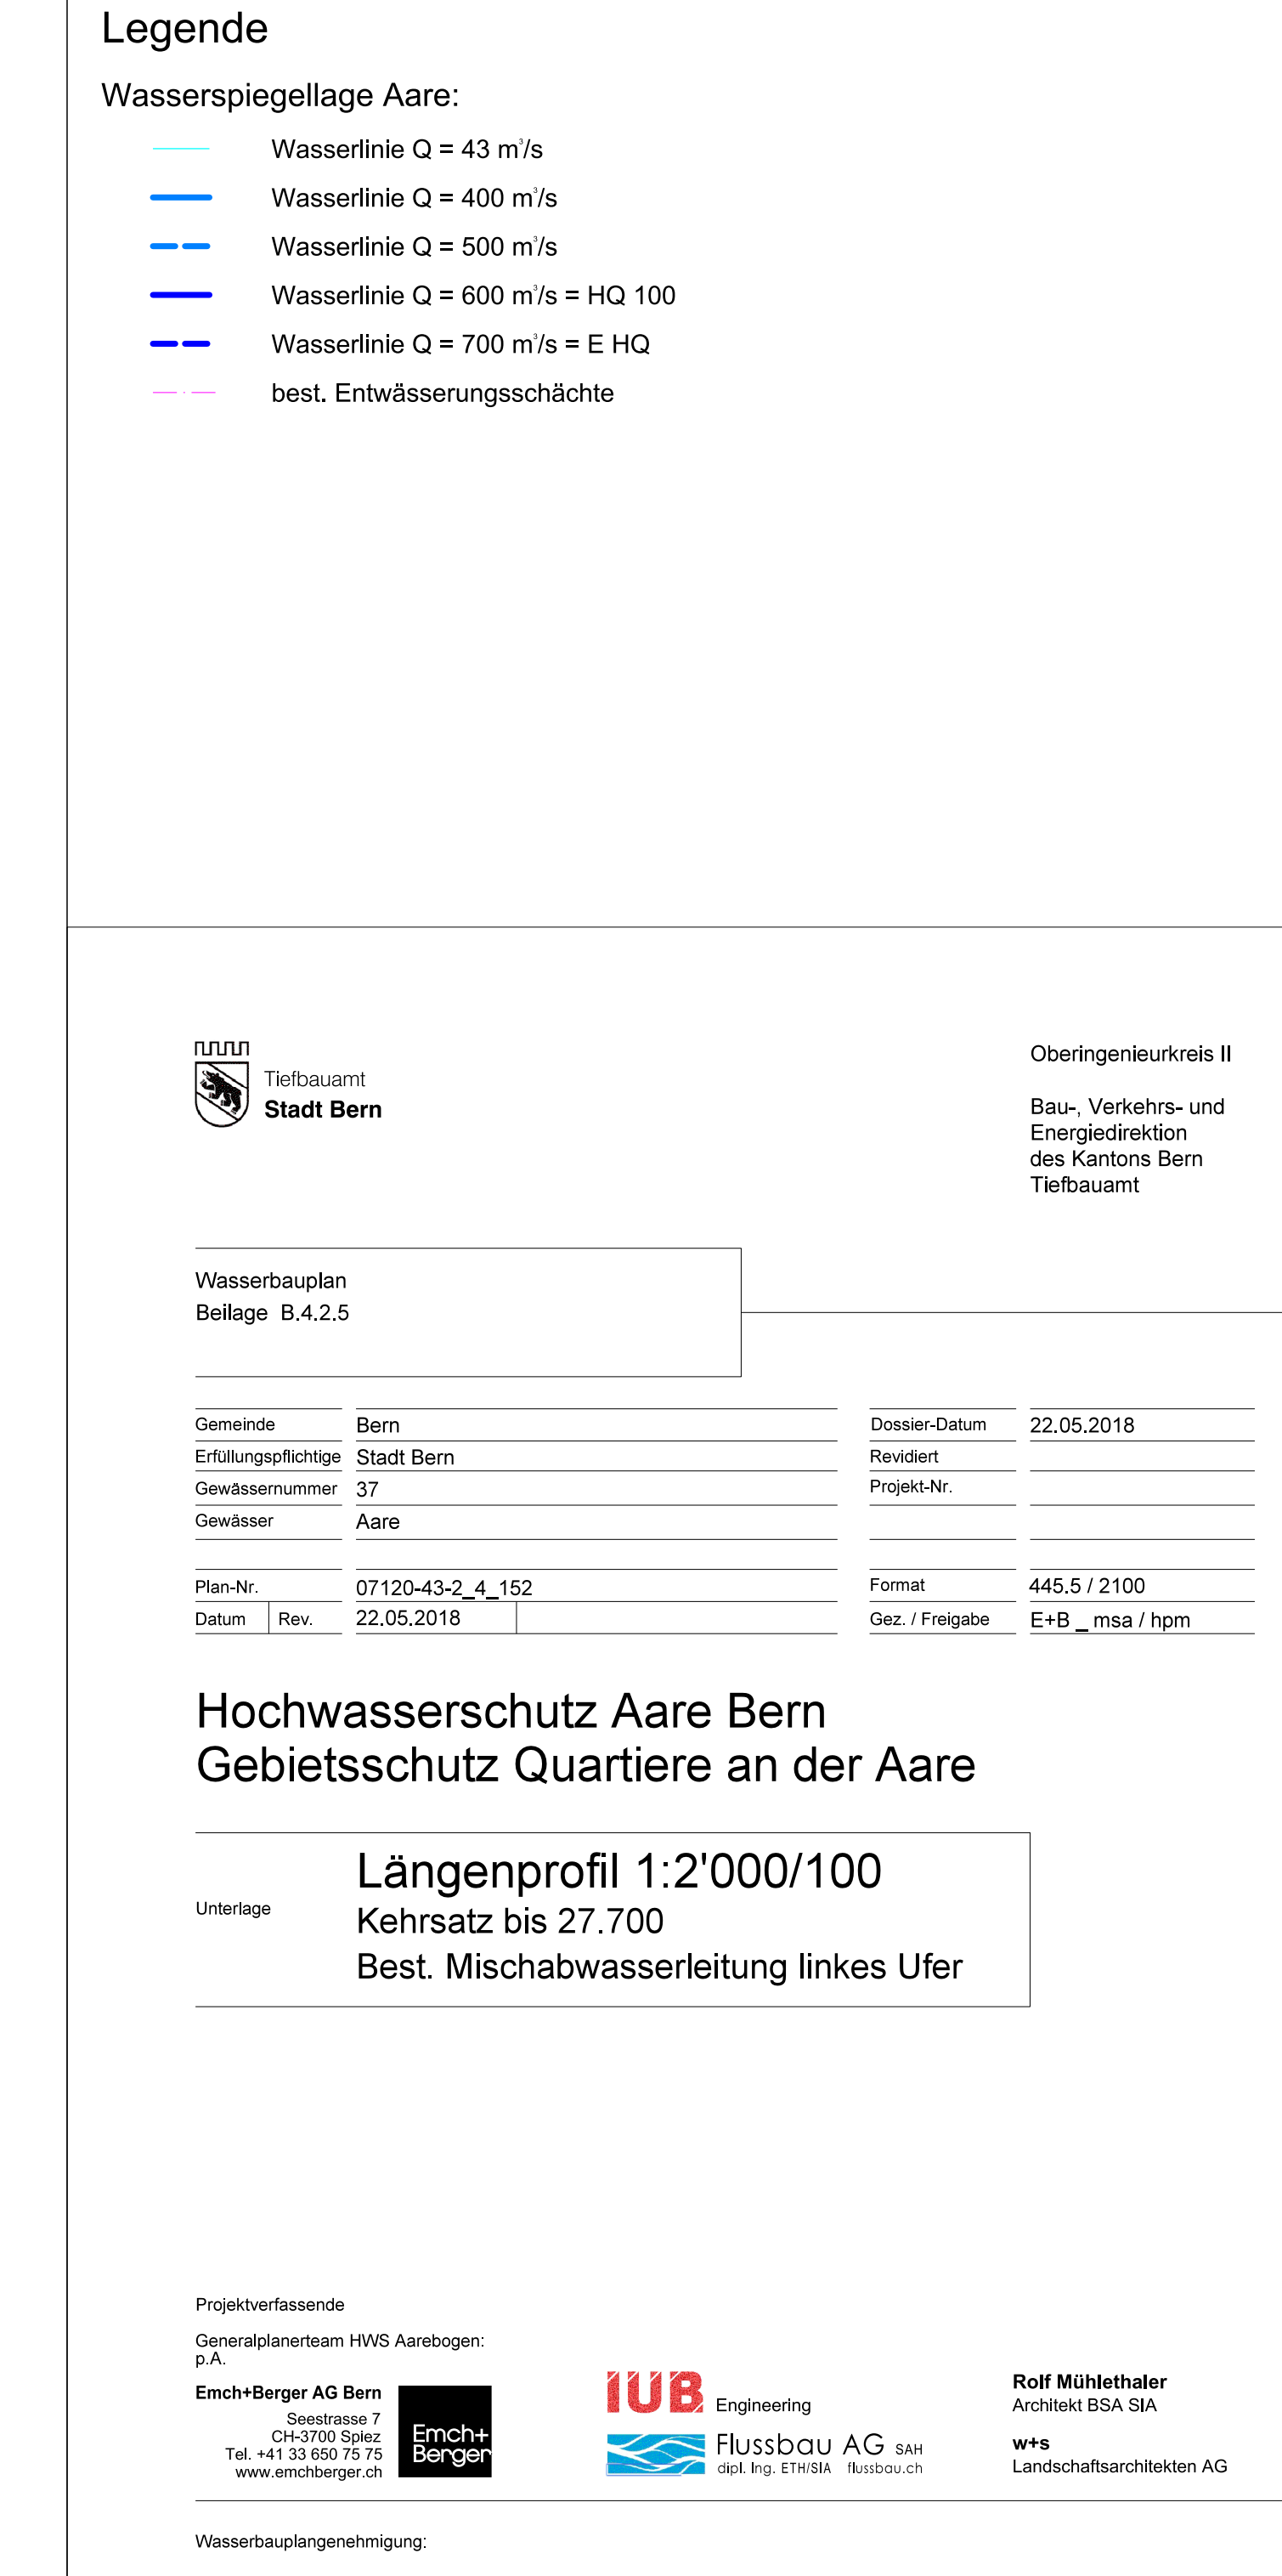 Legende
Wasserspiegellage Aare:
Wasserlinie Q = 43 m³/s
Wasserlinie Q = 400 m³/s
Wasserlinie Q = 500 m³/s
Wasserlinie Q = 600 m³/s = HQ 100
Wasserlinie Q = 700 m³/s = E HQ
best. Entwässerungsschächte
Tiefbauamt
Stadt Bern
Oberingenieurkreis II
Bau-, Verkehrs- und
Energiedirektion
des Kantons Bern
Tiefbauamt
Wasserbauplan
Beilage B.4.2.5
Gemeinde Bern Dossier-Datum 22.05.2018
Erfüllungspflichtige Stadt Bern Revidiert
Gewässernummer 37 Projekt-Nr.
Gewässer Aare
Plan-Nr. 07120-43-2_4_152 Format 445.5 / 2100
Datum Rev. 22.05.2018 Gez. / Freigabe E+B _ msa / hpm
Hochwasserschutz Aare Bern
Gebietsschutz Quartiere an der Aare
Längenprofil 1:2'000/100
Unterlage Kehrsatz bis 27.700
Best. Mischabwasserleitung linkes Ufer
Projektverfassende
Generalplanerteam HWS Aarebogen:
p.A.
Emch+Berger AG Bern
Seestrasse 7
CH-3700 Spiez
Tel. +41 33 650 75 75
www.emchberger.ch
Emch+
Berger
IUB Engineering
Flussbau AG SAH
dipl. Ing. ETH/SIA flussbau.ch
Rolf Mühlethaler
Architekt BSA SIA
w+s
Landschaftsarchitekten AG
Wasserbauplangenehmigung: